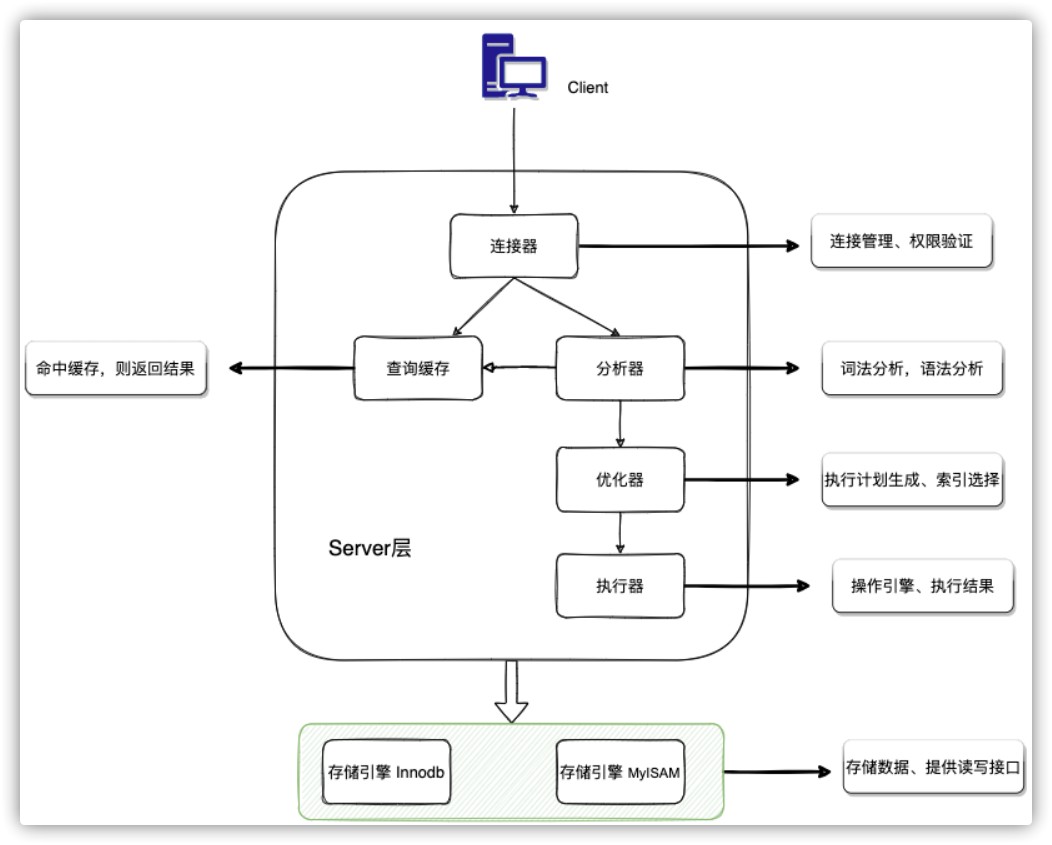 Client
连接器
连接管理、权限验证
命中缓存，则返回结果
查询缓存
分析器
词法分析，语法分析
优化器
执行计划生成、索引选择
Server层
执行器
操作引擎、执行结果
存储引擎 Innodb
存储引擎 MyISAM
存储数据、提供读写接口